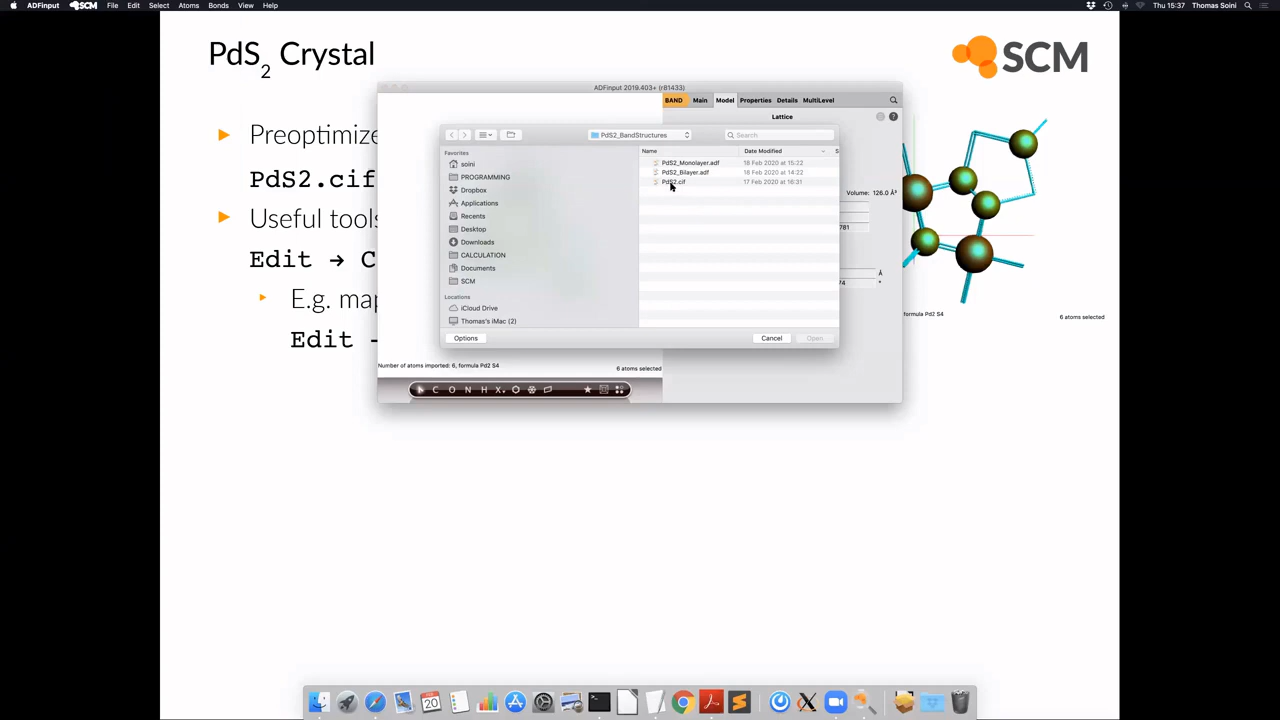 ADFinput SCM File Edit Select Atoms Bonds View Help Thu 15:37 Thomas Soini
PdS2 Crystal
SCM
ADFinput 2019.403+ (r81433)
BAND Main Model Properties Details MultiLevel
Lattice
Preoptimize
PdS2.cif
Useful tools
Edit → C
E.g. map
Edit
PdS2_BandStructures
Search
Favorites
soini
PROGRAMMING
Dropbox
Applications
Recents
Desktop
Downloads
CALCULATION
Documents
SCM
Locations
iCloud Drive
Thomas's iMac (2)
Name Date Modified S
PdS2_Monolayer.adf 18 Feb 2020 at 15:22
PdS2_Bilayer.adf 18 Feb 2020 at 14:22
PdS2.cif 17 Feb 2020 at 16:31
Options Cancel Open
Volume: 126.0 Å³
781
Å
74 °
formula Pd2 S4
6 atoms selected
Number of atoms imported: 6, formula Pd2 S4
6 atoms selected
C O N H X
20